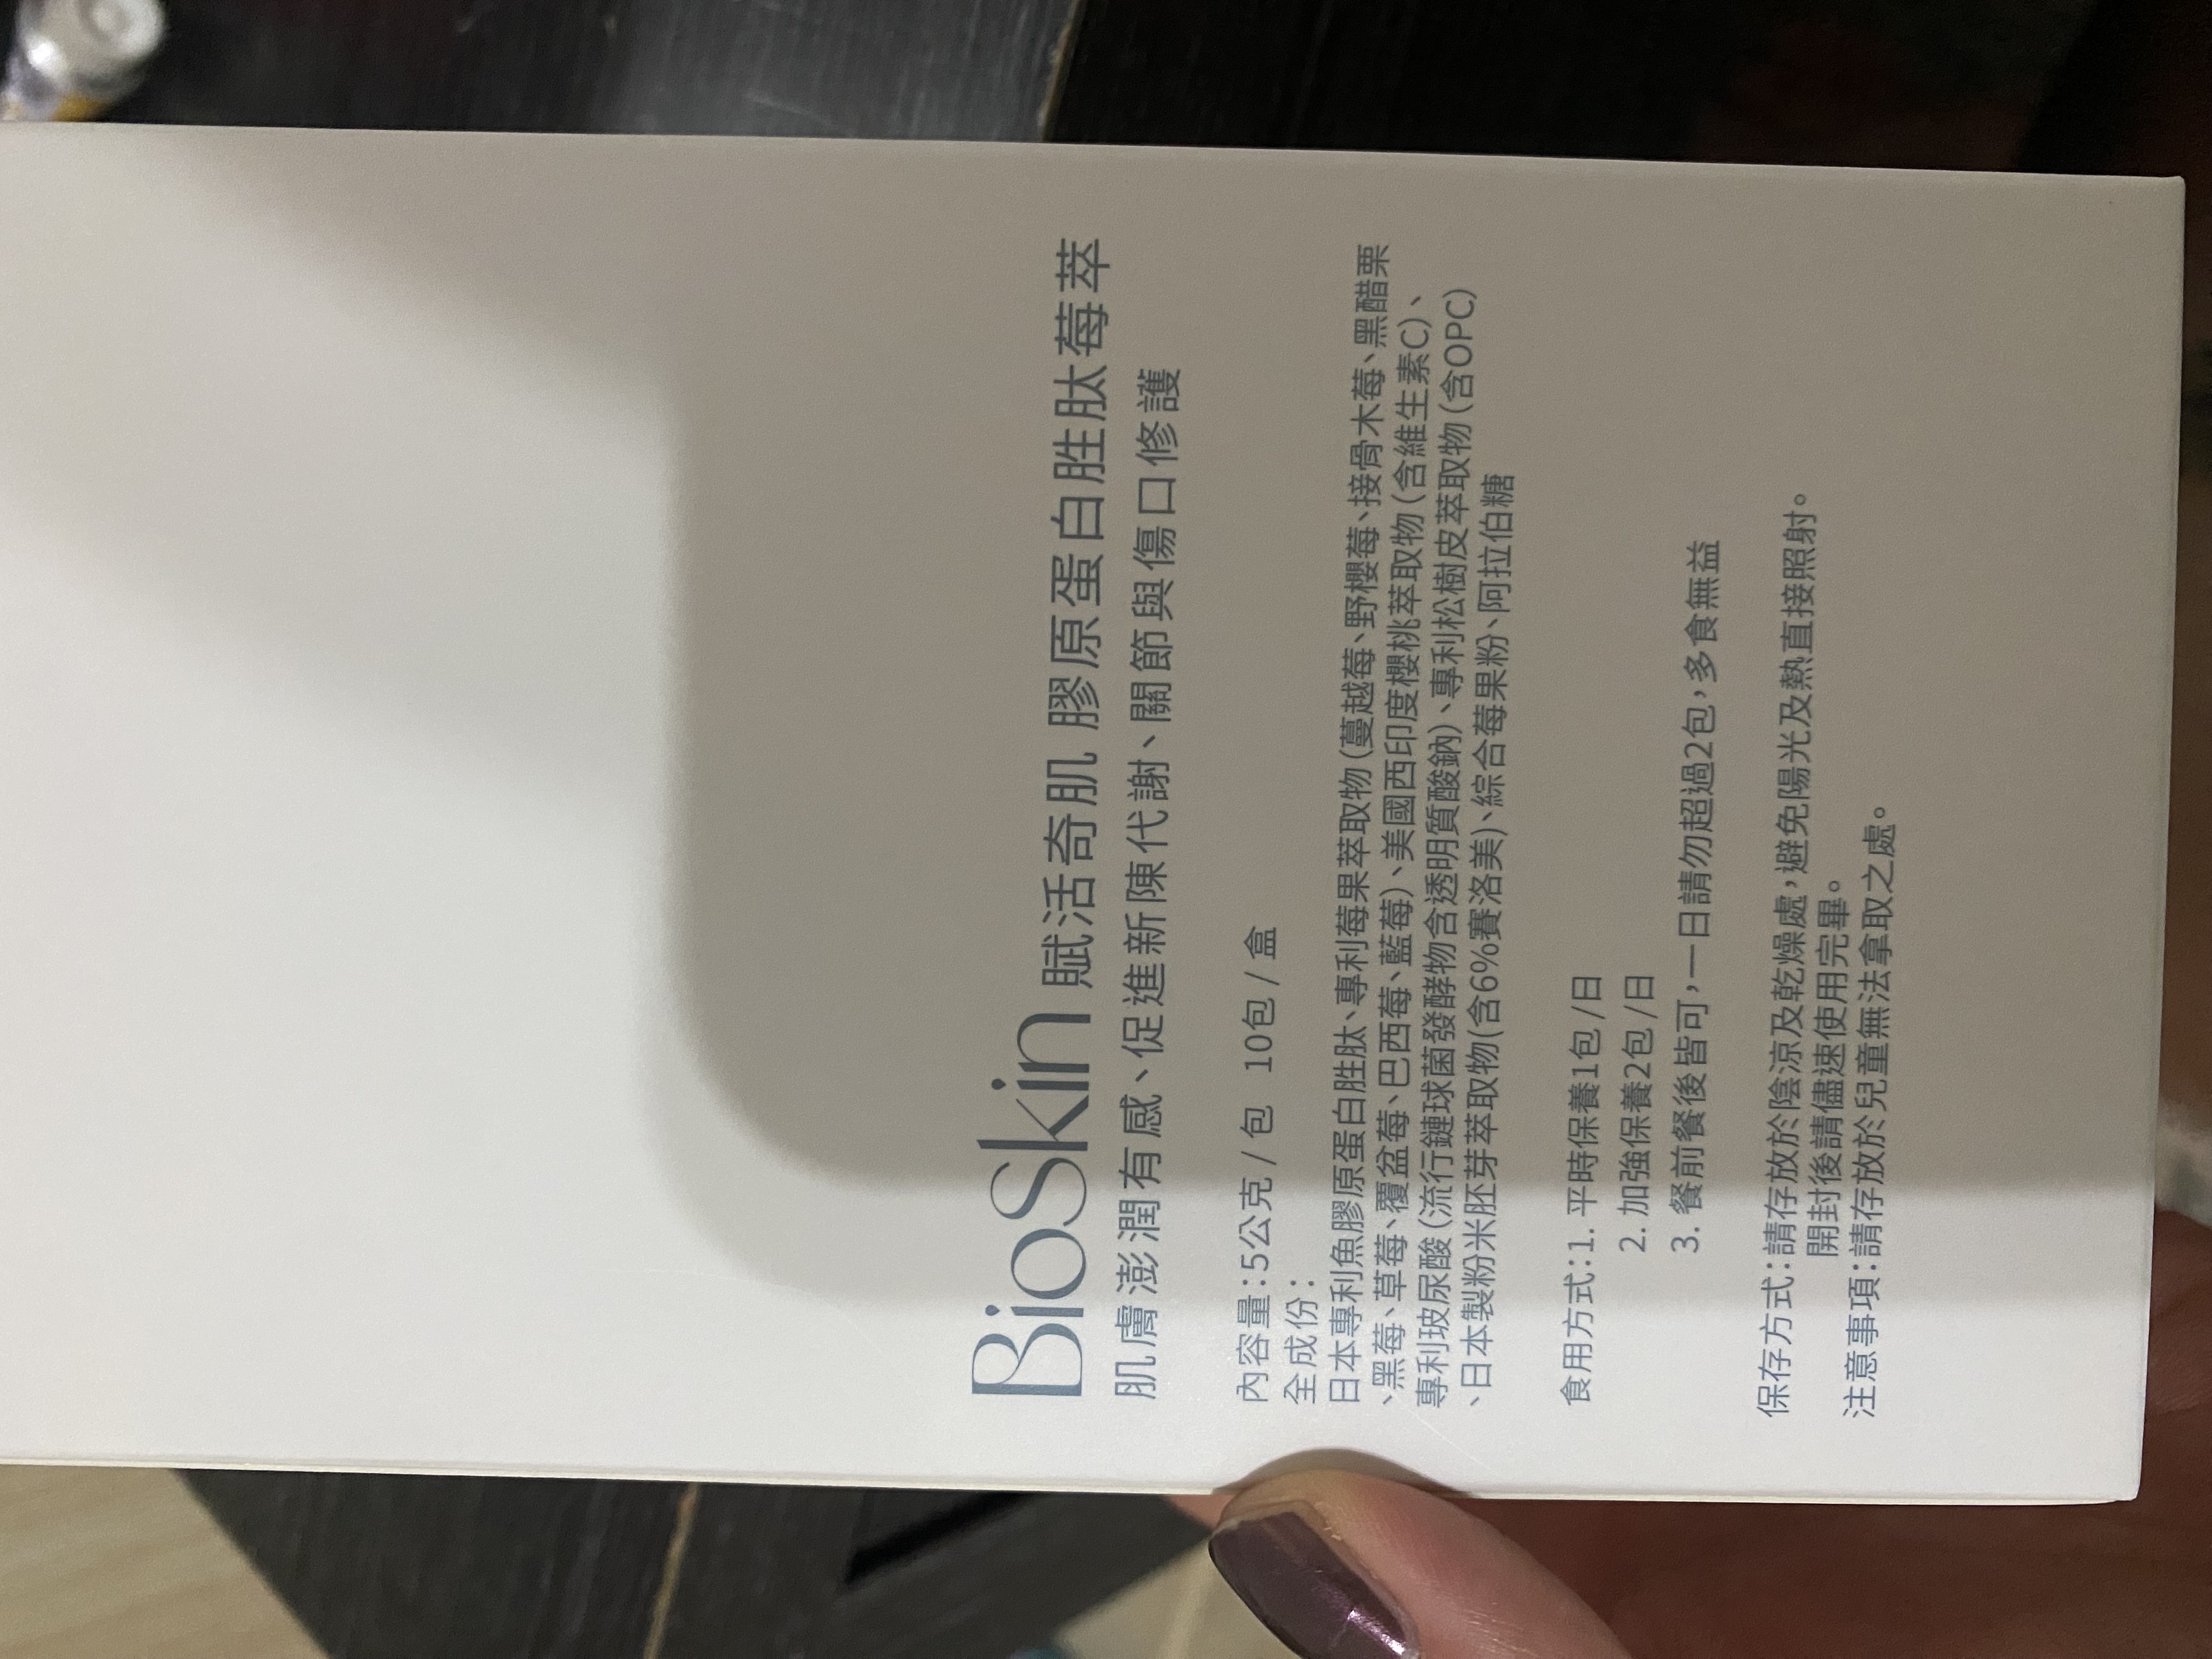 BioSkin 賦活奇肌 膠原蛋白胜肽莓萃
肌膚澎潤有感、促進新陳代謝、關節與傷口修護
內容量：5公克 / 包 10包 / 盒
全成份：
日本專利魚膠原蛋白胜肽、專利莓果萃取物（蔓越莓、野櫻莓、接骨木莓、黑醋栗
、黑莓、草莓、覆盆莓、巴西莓、藍莓）、美國西印度櫻桃萃取物（含維生素C）、
專利玻尿酸（流行鏈球菌發酵物含透明質酸鈉）、專利松樹皮萃取物（含OPC）
、日本製粉米胚芽萃取物(含6%賽洛美)、綜合莓果粉、阿拉伯糖
食用方式：1. 平時保養1包 /日
2. 加強保養2包 /日
3. 餐前餐後皆可，一日請勿超過2包，多食無益
保存方式：請存放於陰涼及乾燥處，避免陽光及熱直接照射。
開封後請儘速使用完畢。
注意事項：請存放於兒童無法拿取之處。